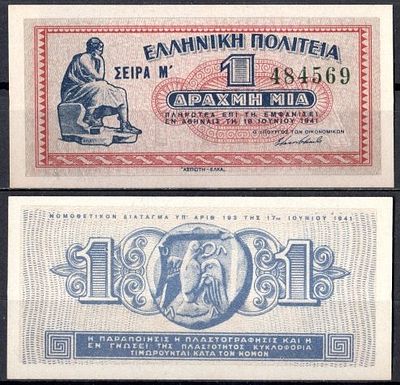 ΕΛΛΗΝΙΚΗ ΠΟΛΙΤΕΙΑ
ΣΕΙΡΑ Μ'
1
484569
ΔΡΑΧΜΗ ΜΙΑ
ΠΛΗΡΩΤΕΑ ΕΠΙ ΤΗ ΕΜΦΑΝΙΣΕΙ
ΕΝ ΑΘΗΝΑΙΣ ΤΗ 18 ΙΟΥΝΙΟΥ 1941
Ο ΥΠΟΥΡΓΟΣ ΤΩΝ ΟΙΚΟΝΟΜΙΚΩΝ
ΑΣΠΙΩΤΗ-ΕΛΚΑ.
ΝΟΜΟΘΕΤΙΚΟΝ ΔΙΑΤΑΓΜΑ ΥΠ' ΑΡΙΘ 193 ΤΗΣ 17ης ΙΟΥΝΙΟΥ 1941
1 1
Η ΠΑΡΑΠΟΙΗΣΙΣ Η ΠΛΑΣΤΟΓΡΑΦΗΣΙΣ ΚΑΙ Η
ΕΝ ΓΝΩΣΕΙ ΤΗΣ ΠΛΑΣΤΟΤΗΤΟΣ ΚΥΚΛΟΦΟΡΙΑ
ΤΙΜΩΡΟΥΝΤΑΙ ΚΑΤΑ ΤΟΝ ΝΟΜΟΝ